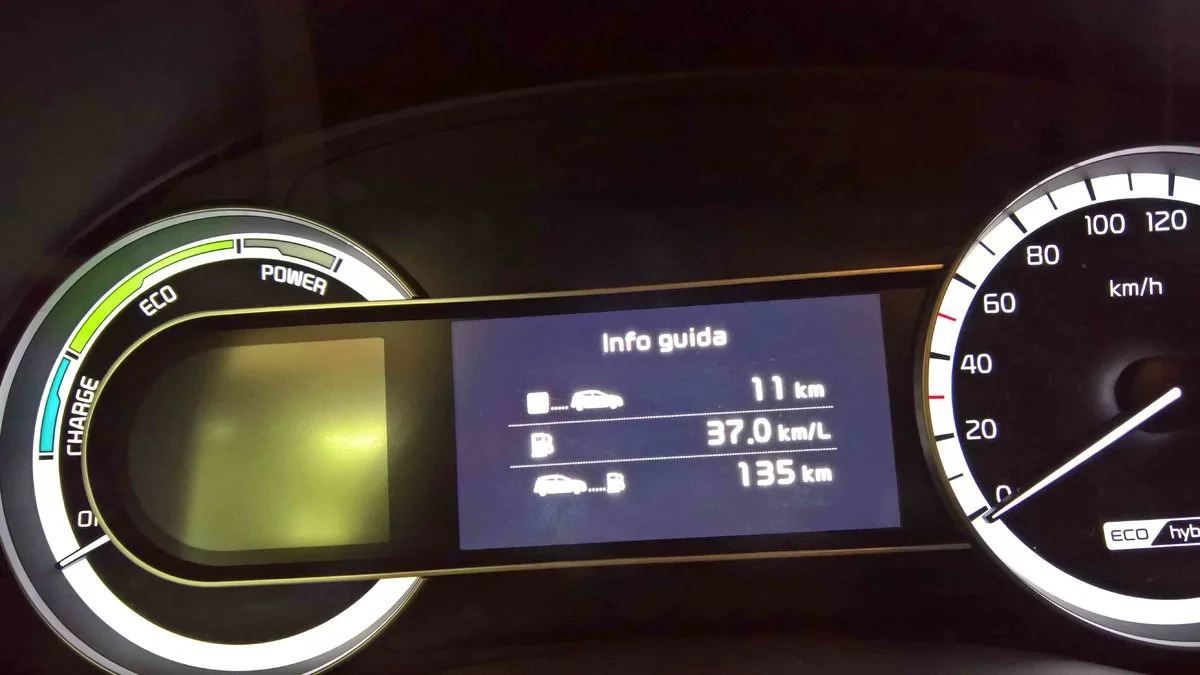 POWER
ECO
CHARGE
Info guida
11 km
37.0 km/L
135 km
120
100
80
60
40
20
0
km/h
ECO